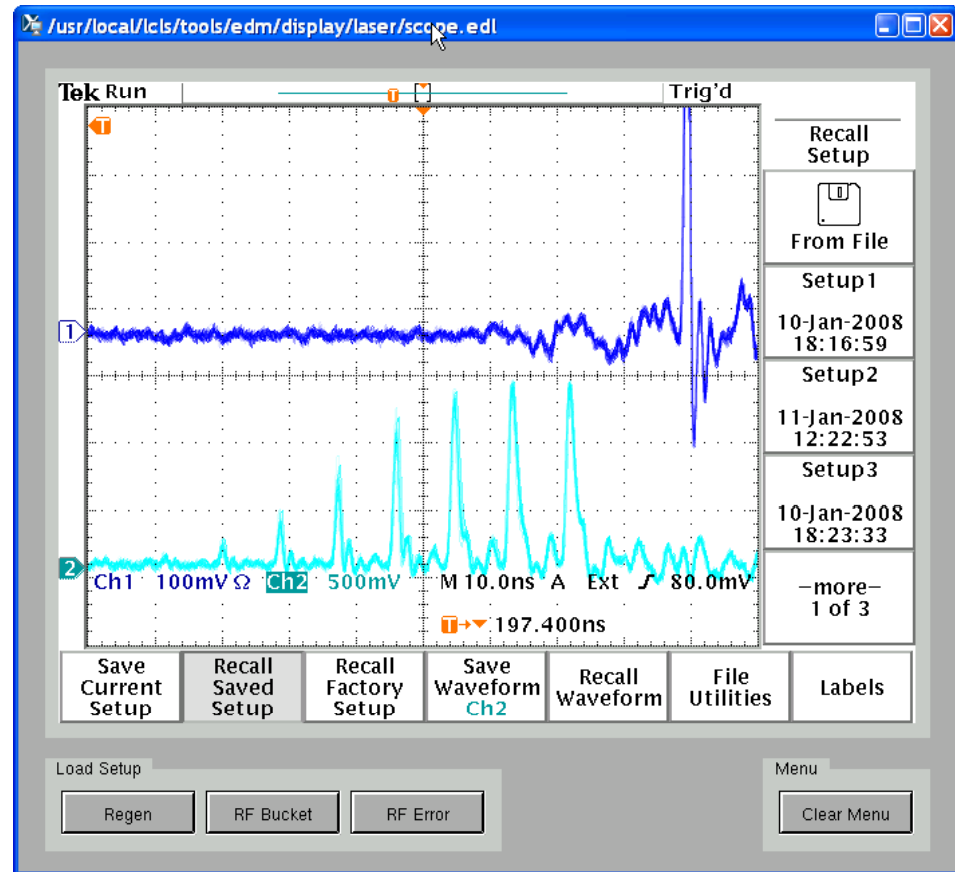 /usr/local/lcls/tools/edm/display/laser/scope.edl
Tek Run
T
Trig'd
T
Recall
Setup
From File
Setup1
10-Jan-2008
18:16:59
1
Setup2
11-Jan-2008
12:22:53
Setup3
10-Jan-2008
18:23:33
2
Ch1 100mV Ω Ch2 500mV M 10.0ns A Ext ƒ 80.0mV
T→▼ 197.400ns
–more–
1 of 3
Save
Current
Setup
Recall
Saved
Setup
Recall
Factory
Setup
Save
Waveform
Ch2
Recall
Waveform
File
Utilities
Labels
Load Setup
Regen
RF Bucket
RF Error
Menu
Clear Menu